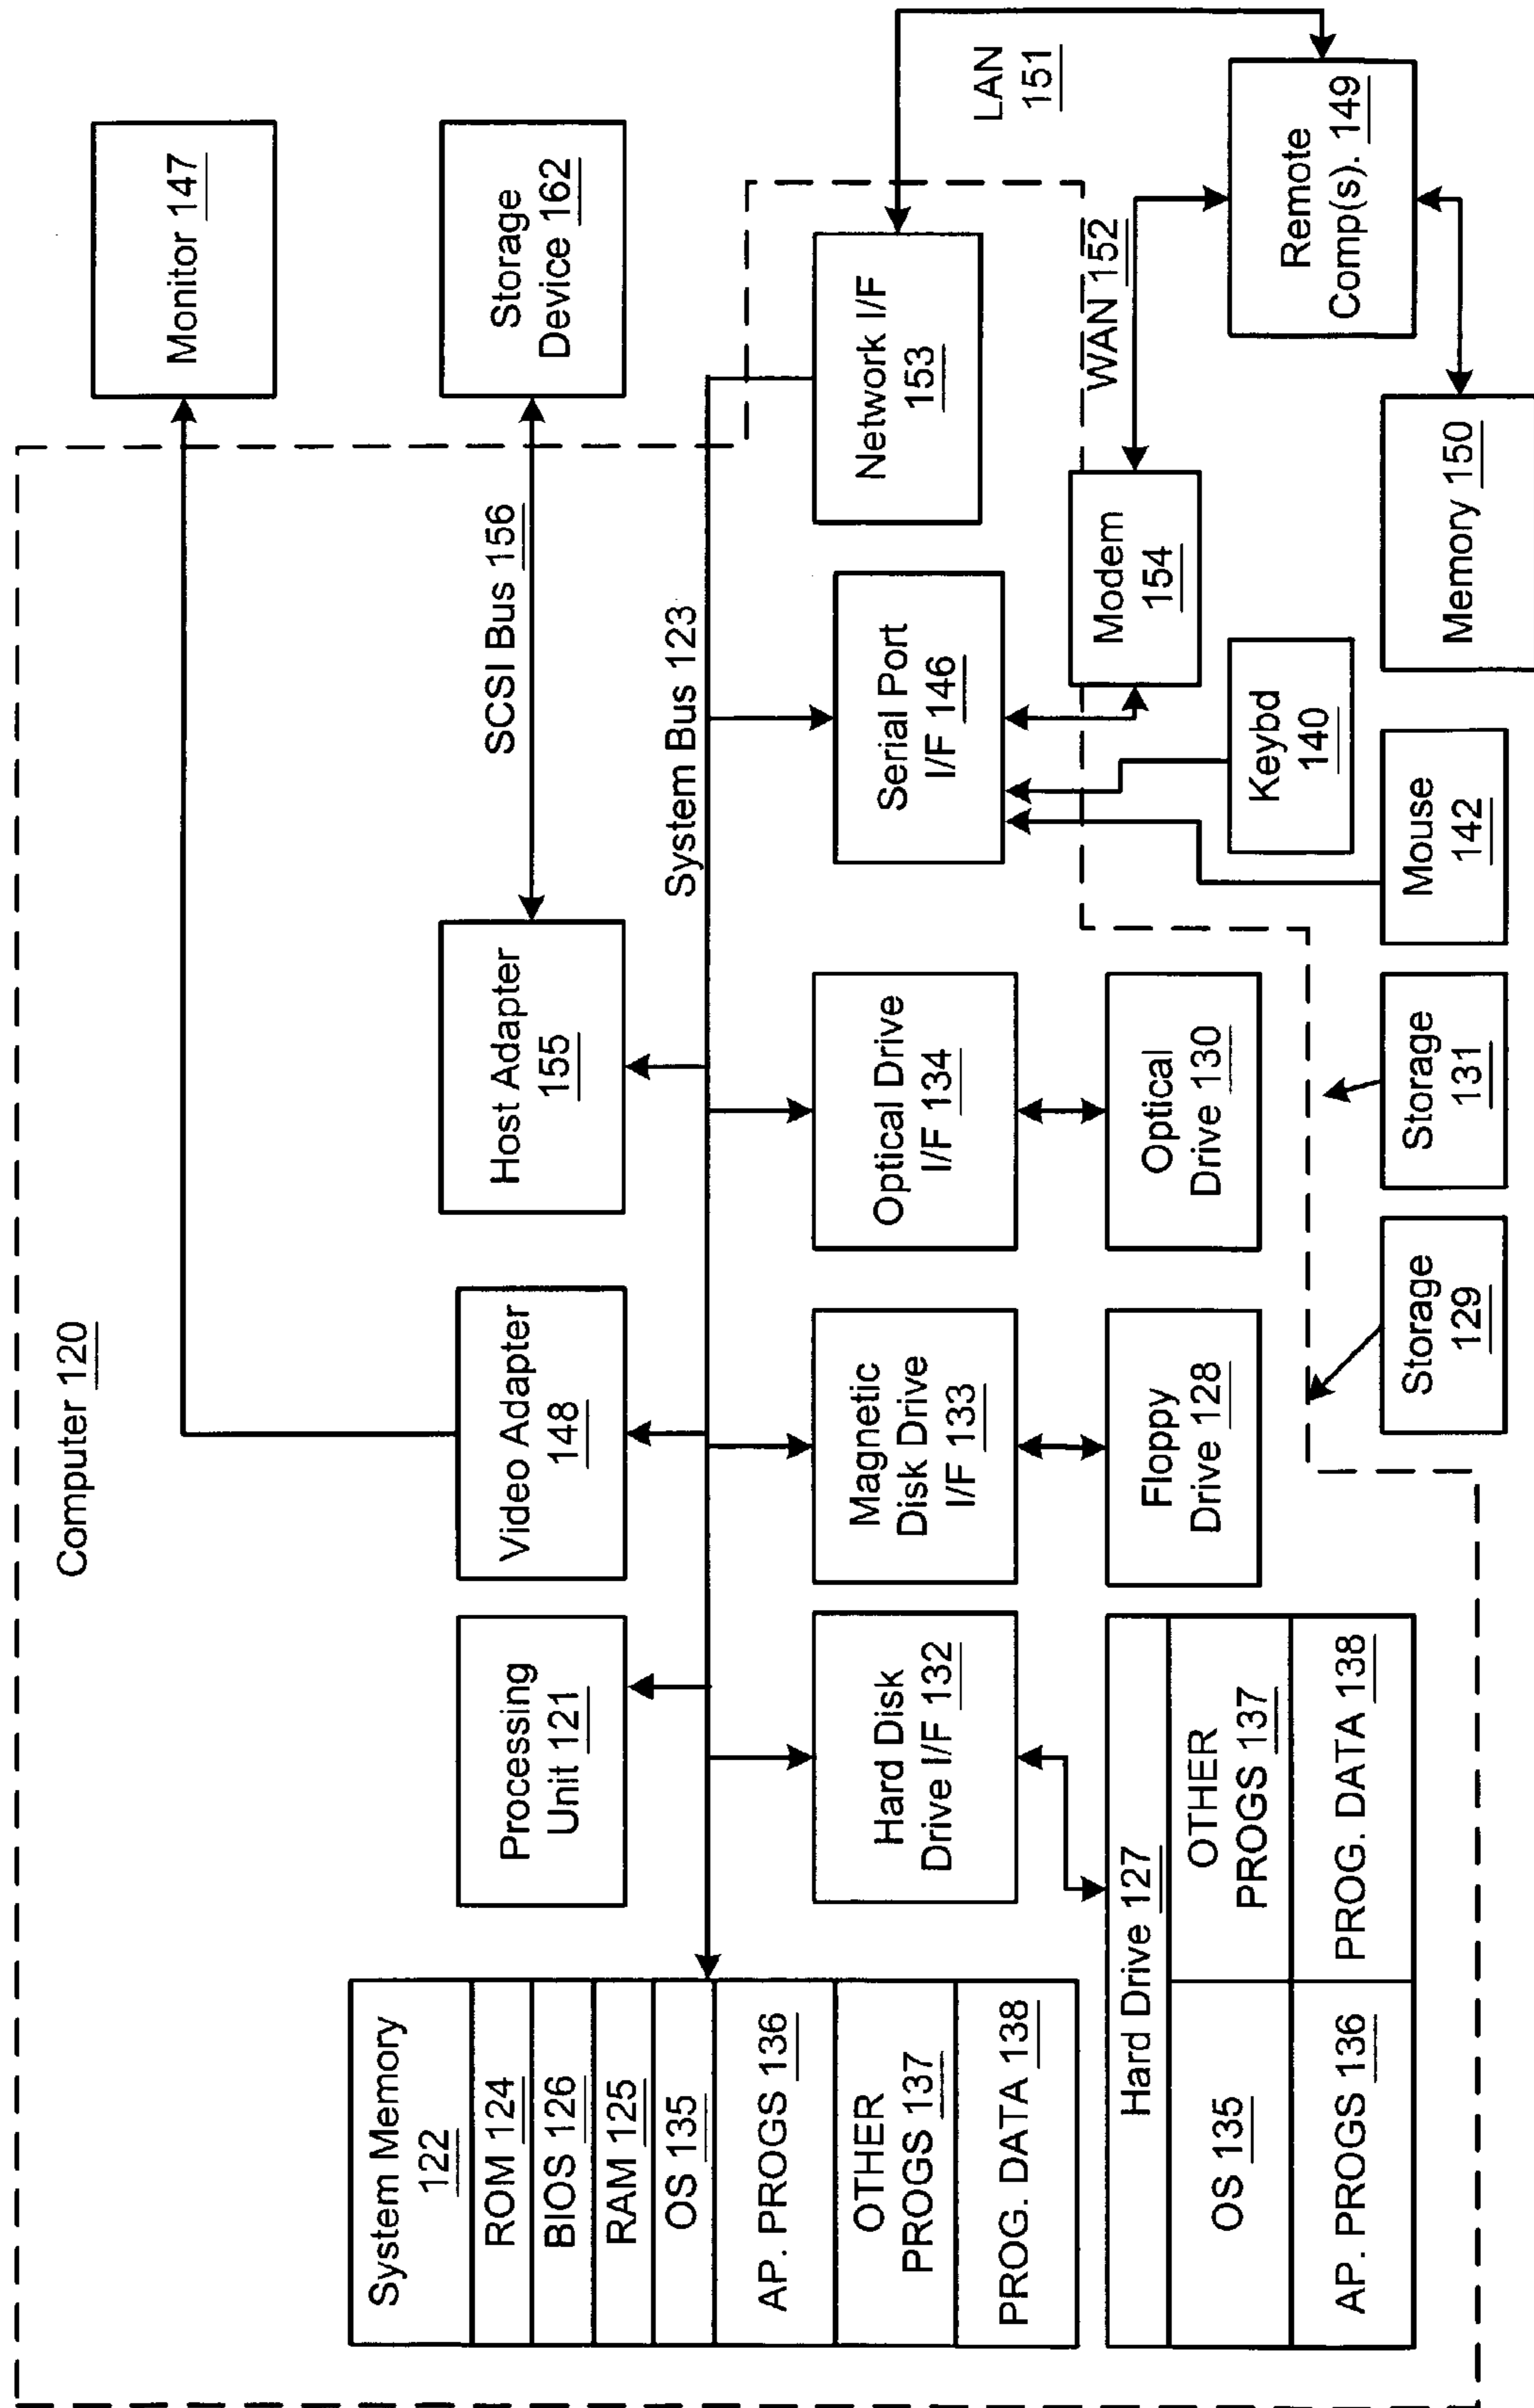 Computer 120
Monitor 147
Storage
Device 162
SCSI Bus 156
Host Adapter
155
Video Adapter
148
Processing
Unit 121
System Memory
122
ROM 124
BIOS 126
RAM 125
OS 135
AP. PROGS 136
OTHER
PROGS 137
PROG. DATA 138
System Bus 123
Hard Disk
Drive I/F 132
Magnetic
Disk Drive
I/F 133
Optical Drive
I/F 134
Serial Port
I/F 146
Network I/F
153
LAN
151
Hard Drive 127
OS 135
OTHER
PROGS 137
AP. PROGS 136
PROG. DATA 138
Floppy
Drive 128
Optical
Drive 130
Modem
154
WAN 152
Remote
Comp(s). 149
Keybd
140
Storage
129
Storage
131
Mouse
142
Memory 150